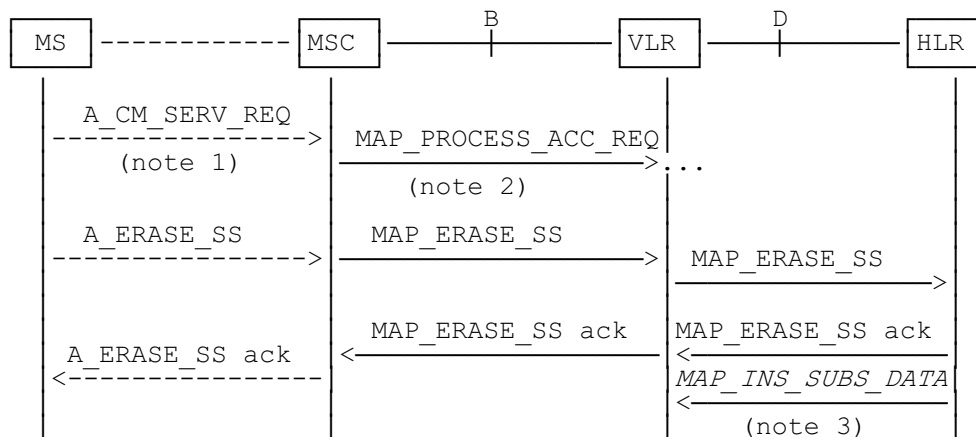 B D
MS MSC VLR HLR
A_CM_SERV_REQ
(note 1)
MAP_PROCESS_ACC_REQ
...
(note 2)
A_ERASE_SS
MAP_ERASE_SS
MAP_ERASE_SS
MAP_ERASE_SS ack
MAP_ERASE_SS ack
A_ERASE_SS ack
MAP_INS_SUBS_DATA
(note 3)